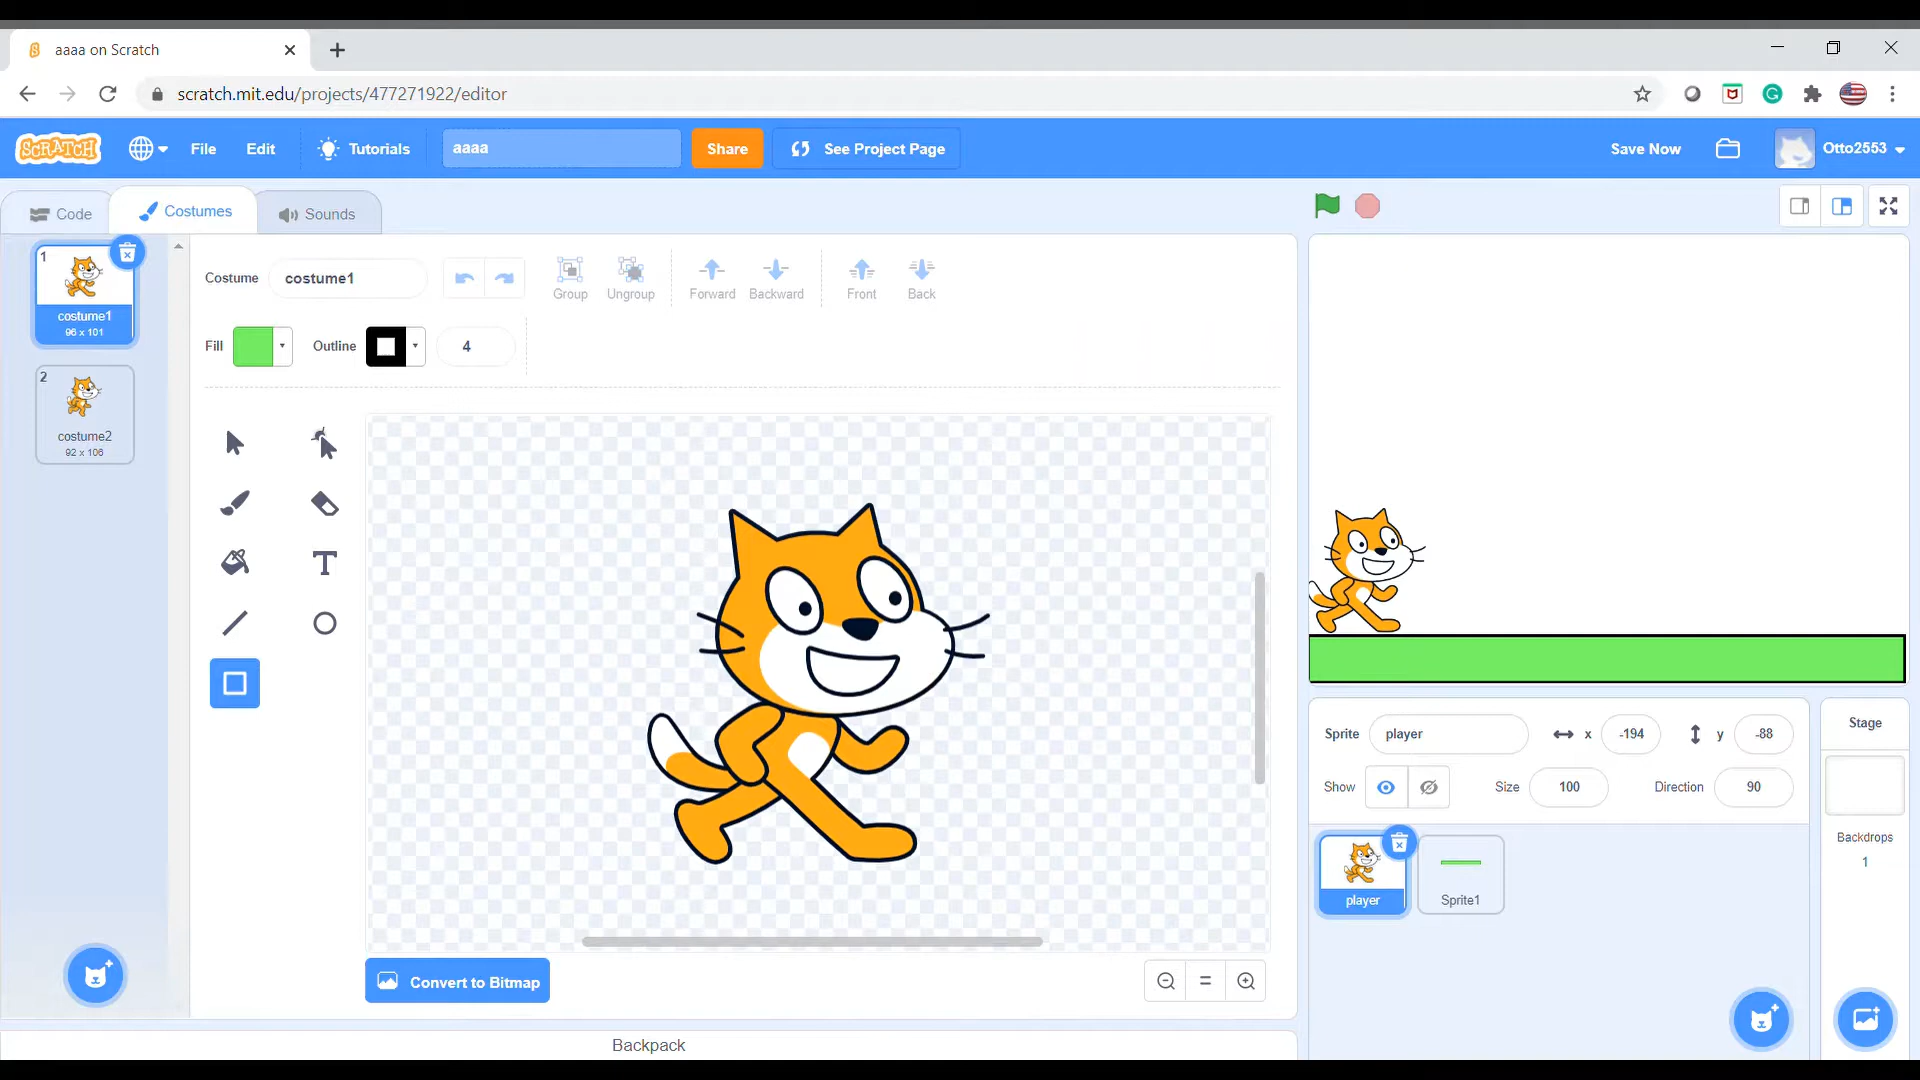 aaaa on Scratch
scratch.mit.edu/projects/477271922/editor
SCRATCH File Edit Tutorials aaaa Share See Project Page Save Now Otto2553
Code Costumes Sounds
1
costume1
96 x 101
2
costume2
92 x 106
Costume costume1
Group Ungroup Forward Backward Front Back
Fill Outline 4
T
Convert to Bitmap
Backpack
Sprite player x -194 y -88
Show Size 100 Direction 90
player
Sprite1
Stage
Backdrops
1